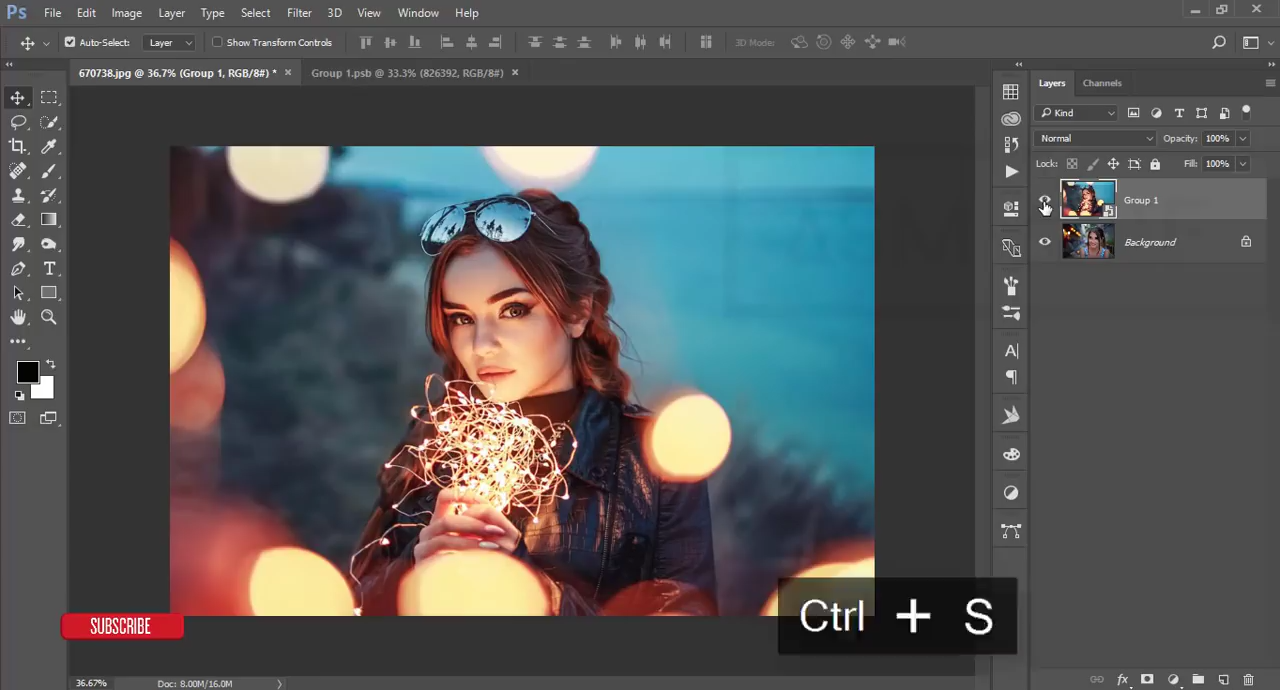 Ps File Edit Image Layer Type Select Filter 3D View Window Help
Auto-Select: Layer Show Transform Controls 3D Mode:
670738.jpg @ 36.7% (Group 1, RGB/8#) * × Group 1.psb @ 33.3% (826392, RGB/8#) ×
Layers Channels
Kind
Normal Opacity: 100%
Lock: Fill: 100%
Group 1
Background
Ctrl + S
SUBSCRIBE
36.67% Doc: 8.00M/16.0M